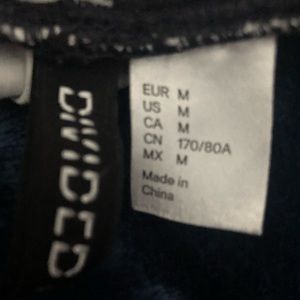 DIVIDED
EUR M
US M
CA M
CN 170/80A
MX M
Made in
China